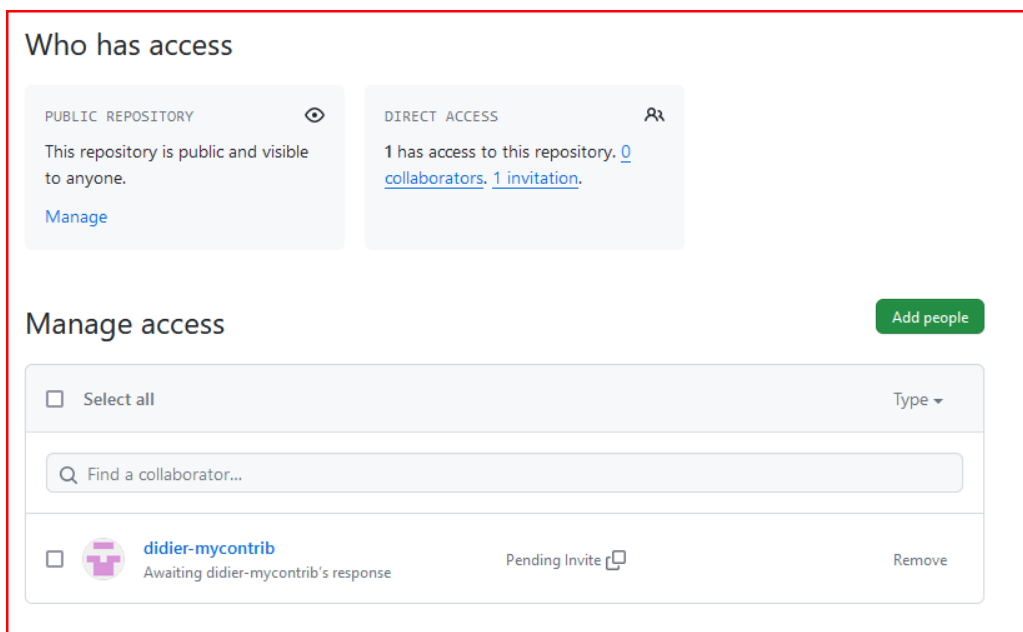 Who has access
PUBLIC REPOSITORY
This repository is public and visible
to anyone.
Manage
DIRECT ACCESS
1 has access to this repository. 0
collaborators. 1 invitation.
Manage access
Add people
Select all
Type
Find a collaborator...
didier-mycontrib
Awaiting didier-mycontrib's response
Pending Invite
Remove